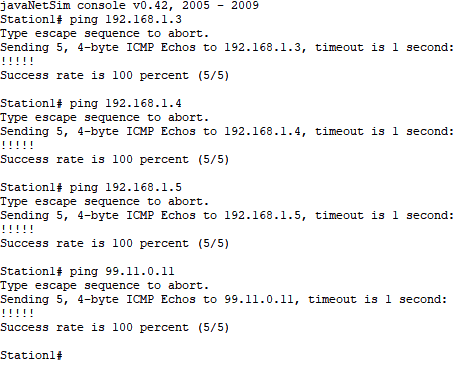 javaNetSim console v0.42, 2005 - 2009
Station1# ping 192.168.1.3
Type escape sequence to abort.
Sending 5, 4-byte ICMP Echos to 192.168.1.3, timeout is 1 second:
!!!!!
Success rate is 100 percent (5/5)
Station1# ping 192.168.1.4
Type escape sequence to abort.
Sending 5, 4-byte ICMP Echos to 192.168.1.4, timeout is 1 second:
!!!!!
Success rate is 100 percent (5/5)
Station1# ping 192.168.1.5
Type escape sequence to abort.
Sending 5, 4-byte ICMP Echos to 192.168.1.5, timeout is 1 second:
!!!!!
Success rate is 100 percent (5/5)
Station1# ping 99.11.0.11
Type escape sequence to abort.
Sending 5, 4-byte ICMP Echos to 99.11.0.11, timeout is 1 second:
!!!!!
Success rate is 100 percent (5/5)
Station1#